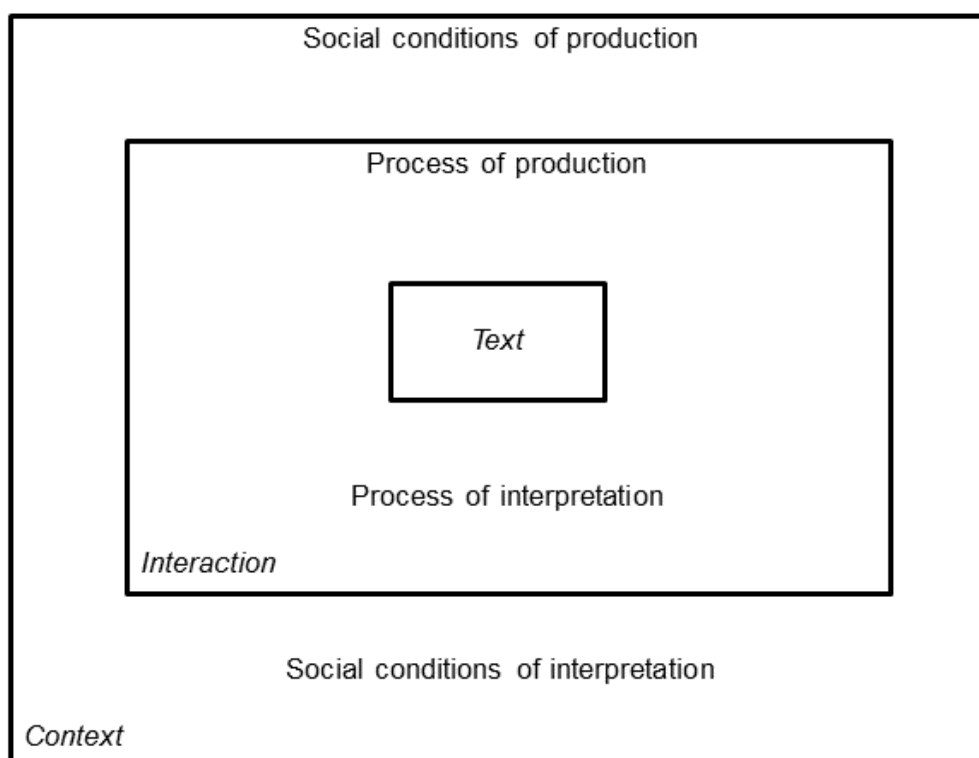 Social conditions of production
Process of production
Text
Process of interpretation
Interaction
Social conditions of interpretation
Context